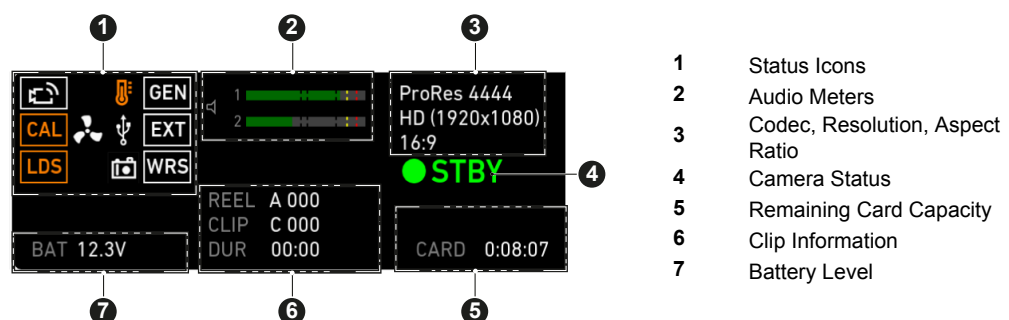 1
2
3
GEN
CAL
EXT
LDS
WRS
1
2
ProRes 4444
HD (1920x1080)
16:9
STBY
4
REEL A 000
CLIP C 000
DUR 00:00
BAT 12.3V
CARD 0:08:07
7
6
5
1 Status Icons
2 Audio Meters
3 Codec, Resolution, Aspect
Ratio
4 Camera Status
5 Remaining Card Capacity
6 Clip Information
7 Battery Level